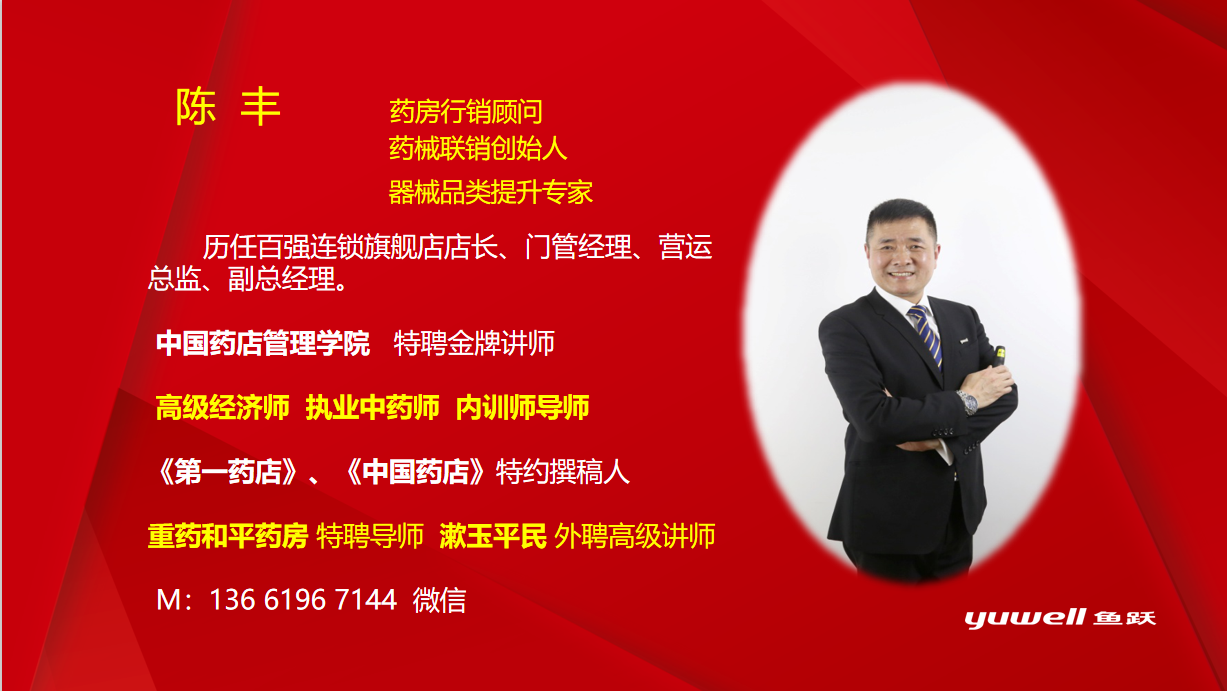 陈 丰
药房行销顾问
药械联销创始人
器械品类提升专家
历任百强连锁旗舰店店长、门管经理、营运
总监、副总经理。
中国药店管理学院 特聘金牌讲师
高级经济师 执业中药师 内训师导师
《第一药店》、《中国药店》特约撰稿人
重药和平药房 特聘导师 漱玉平民 外聘高级讲师
M：136 6196 7144 微信
yuwell 鱼跃